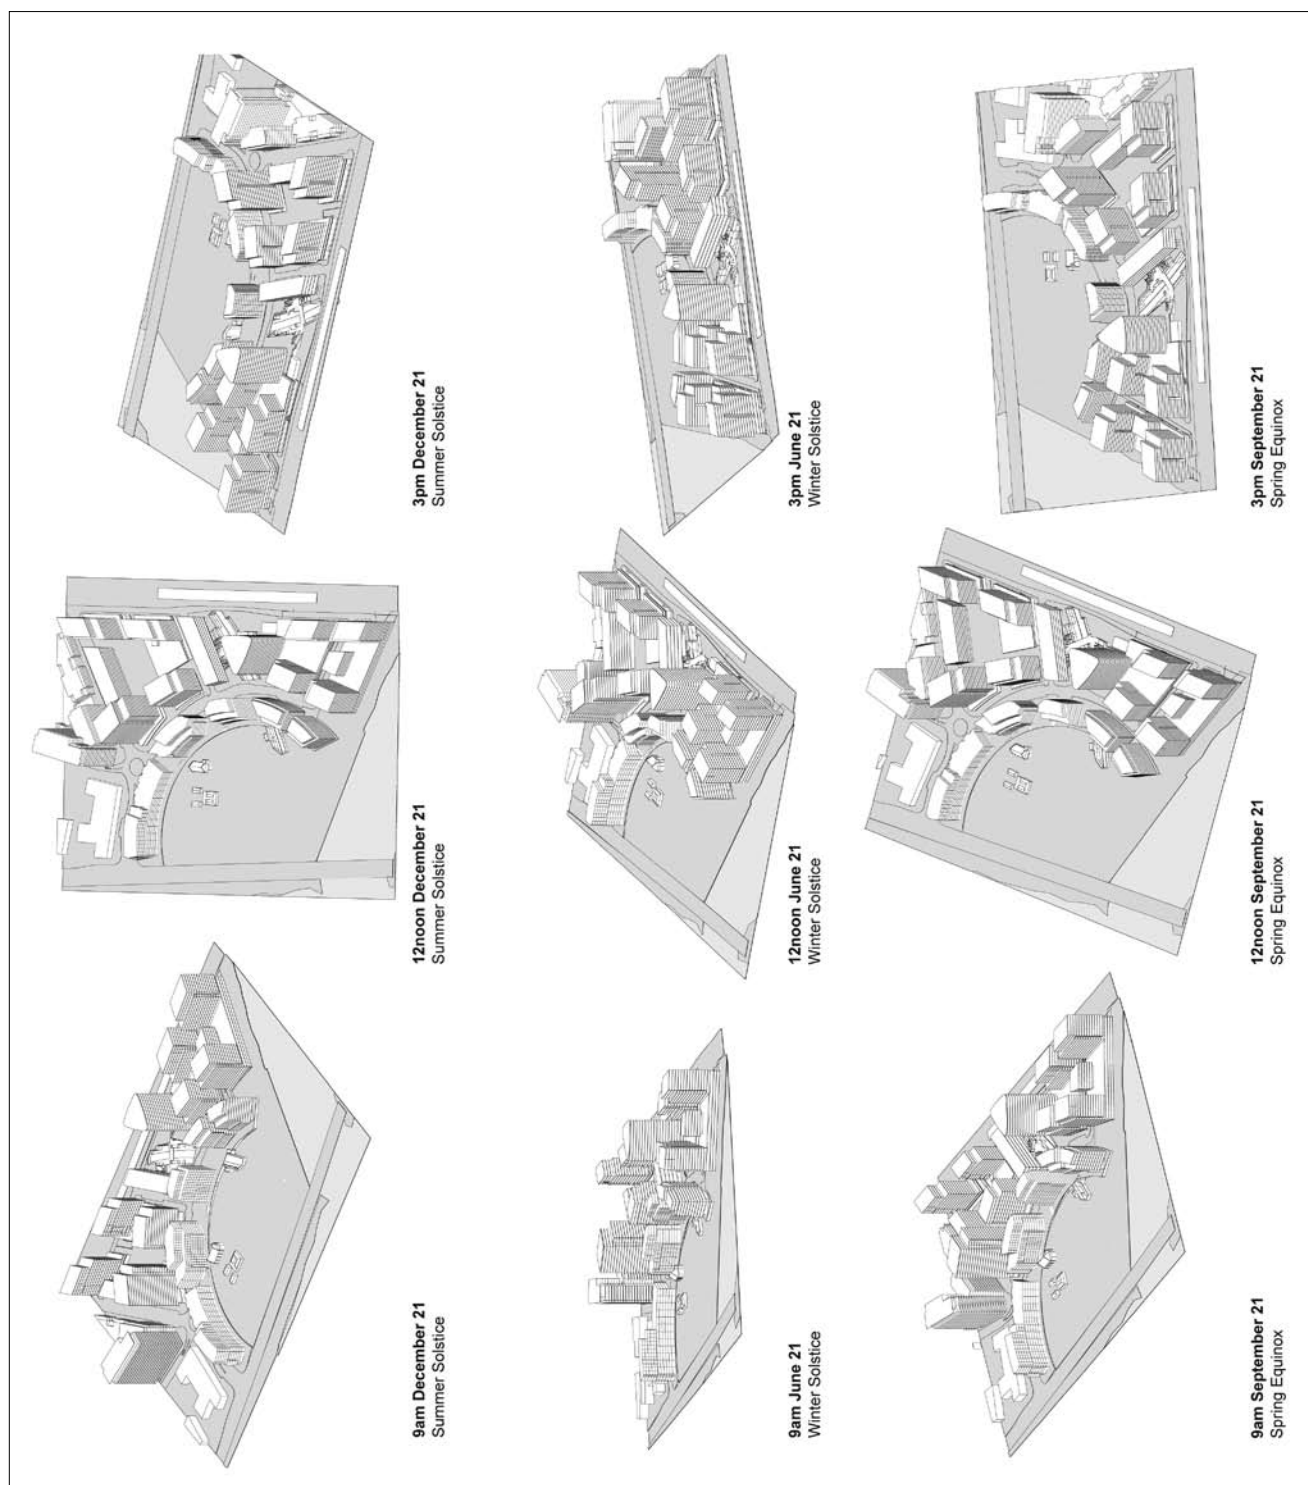 9am December 21
Summer Solstice
12noon December 21
Summer Solstice
3pm December 21
Summer Solstice
9am June 21
Winter Solstice
12noon June 21
Winter Solstice
3pm June 21
Winter Solstice
9am September 21
Spring Equinox
12noon September 21
Spring Equinox
3pm September 21
Spring Equinox